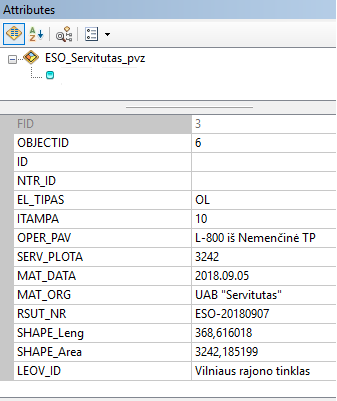 Attributes
ESO_Servitutas_pvz
FID 3
OBJECTID 6
ID
NTR_ID
EL_TIPAS OL
ITAMPA 10
OPER_PAV L-800 iš Nemenčinė TP
SERV_PLOTA 3242
MAT_DATA 2018.09.05
MAT_ORG UAB "Servitutas"
RSUT_NR ESO-20180907
SHAPE_Leng 368,616018
SHAPE_Area 3242,185199
LEOV_ID Vilniaus rajono tinklas